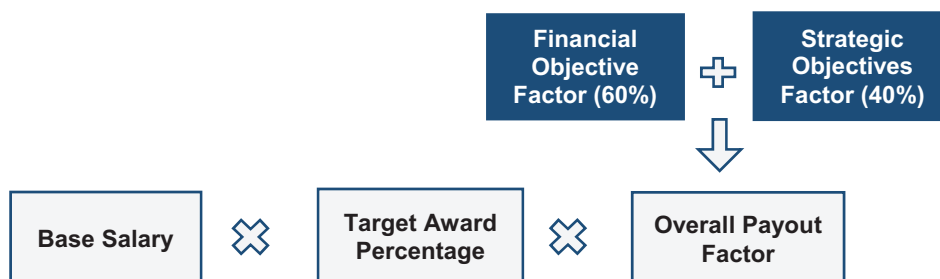 Financial
Objective
Factor (60%)
Strategic
Objectives
Factor (40%)
Base Salary
Target Award
Percentage
Overall Payout
Factor